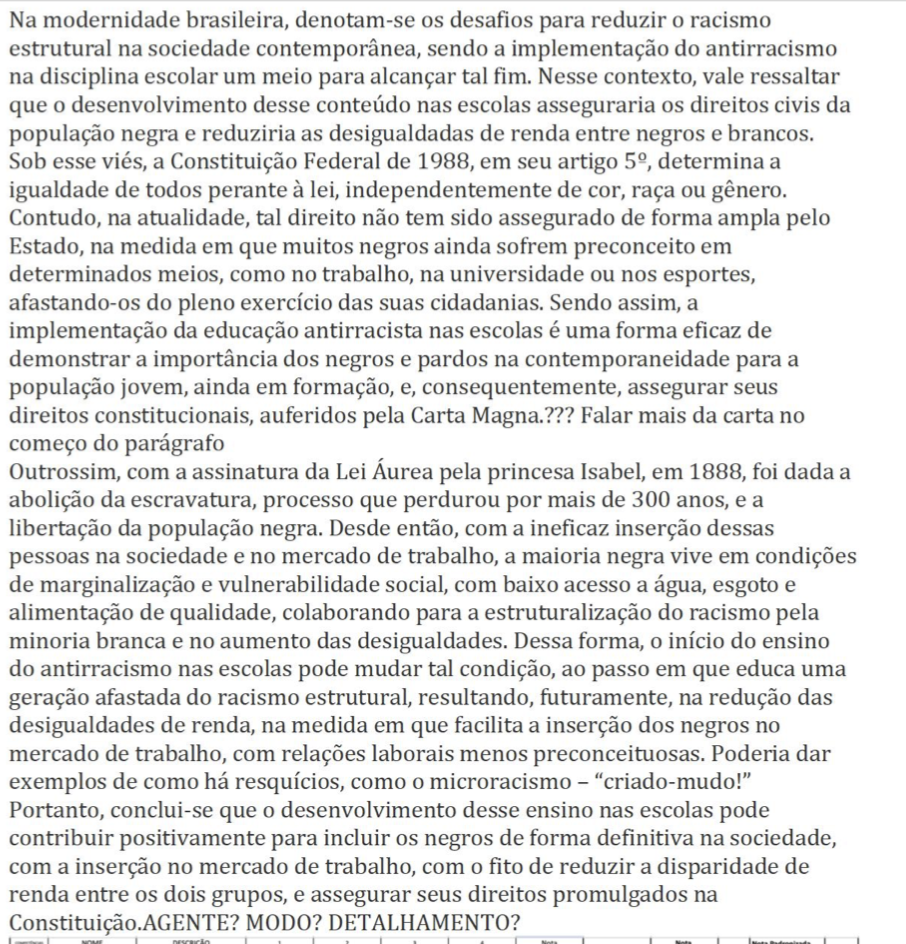 Na modernidade brasileira, denotam-se os desafios para reduzir o racismo
estrutural na sociedade contemporânea, sendo a implementação do antirracismo
na disciplina escolar um meio para alcançar tal fim. Nesse contexto, vale ressaltar
que o desenvolvimento desse conteúdo nas escolas asseguraria os direitos civis da
população negra e reduziria as desigualdadas de renda entre negros e brancos.
Sob esse viés, a Constituição Federal de 1988, em seu artigo 5º, determina a
igualdade de todos perante à lei, independentemente de cor, raça ou gênero.
Contudo, na atualidade, tal direito não tem sido assegurado de forma ampla pelo
Estado, na medida em que muitos negros ainda sofrem preconceito em
determinados meios, como no trabalho, na universidade ou nos esportes,
afastando-os do pleno exercício das suas cidadanias. Sendo assim, a
implementação da educação antirracista nas escolas é uma forma eficaz de
demonstrar a importância dos negros e pardos na contemporaneidade para a
população jovem, ainda em formação, e, consequentemente, assegurar seus
direitos constitucionais, auferidos pela Carta Magna.??? Falar mais da carta no
começo do parágrafo
Outrossim, com a assinatura da Lei Áurea pela princesa Isabel, em 1888, foi dada a
abolição da escravatura, processo que perdurou por mais de 300 anos, e a
libertação da população negra. Desde então, com a ineficaz inserção dessas
pessoas na sociedade e no mercado de trabalho, a maioria negra vive em condições
de marginalização e vulnerabilidade social, com baixo acesso a água, esgoto e
alimentação de qualidade, colaborando para a estruturalização do racismo pela
minoria branca e no aumento das desigualdades. Dessa forma, o início do ensino
do antirracismo nas escolas pode mudar tal condição, ao passo em que educa uma
geração afastada do racismo estrutural, resultando, futuramente, na redução das
desigualdades de renda, na medida em que facilita a inserção dos negros no
mercado de trabalho, com relações laborais menos preconceituosas. Poderia dar
exemplos de como há resquícios, como o microracismo – “criado-mudo!”
Portanto, conclui-se que o desenvolvimento desse ensino nas escolas pode
contribuir positivamente para incluir os negros de forma definitiva na sociedade,
com a inserção no mercado de trabalho, com o fito de reduzir a disparidade de
renda entre os dois grupos, e assegurar seus direitos promulgados na
Constituição.AGENTE? MODO? DETALHAMENTO?
NOME DESCRIÇÃO 1 2 3 4 Nota Nota